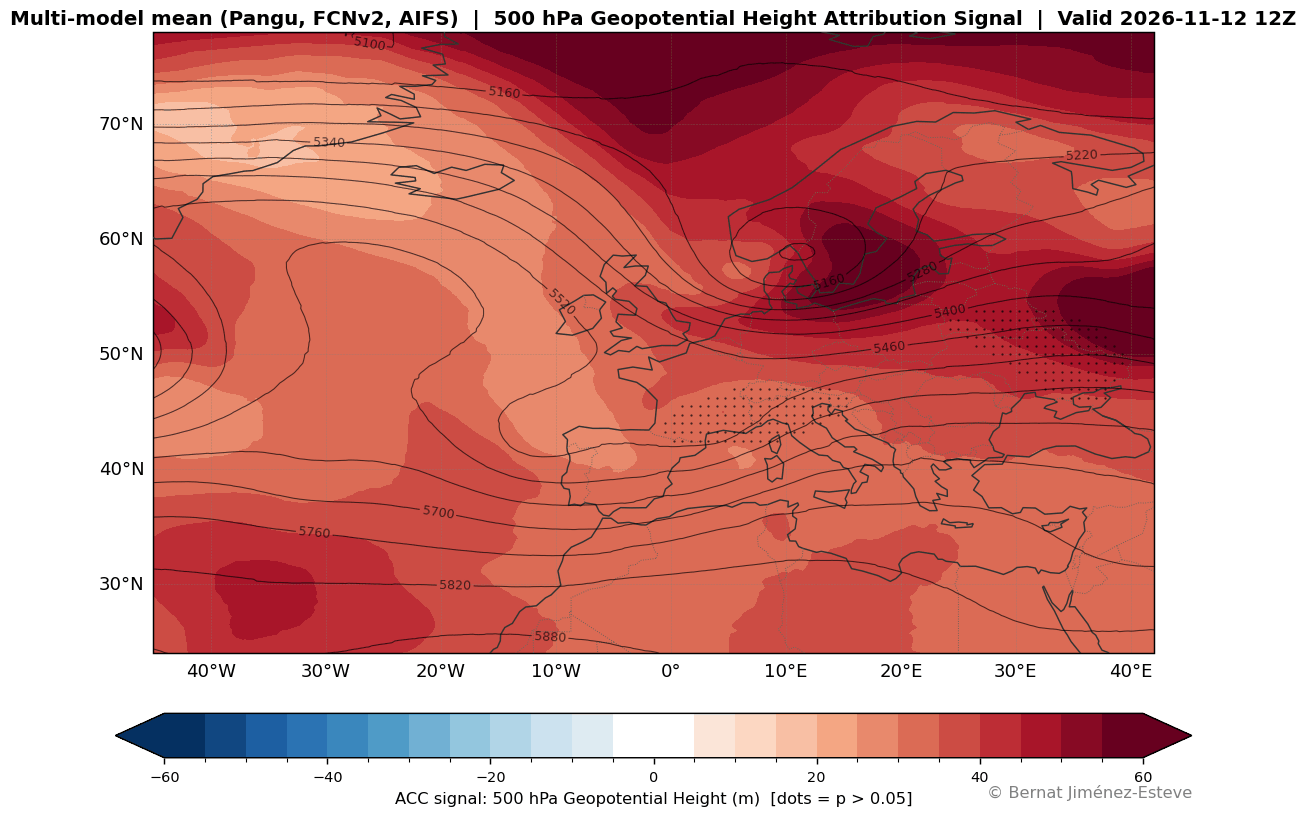 Multi-model mean (Pangu, FCNv2, AIFS)  |  500 hPa Geopotential Height Attribution Signal  |  Valid 2026-11-12 12Z
5100
5160
70°N
5340
5220
60°N
5280
5160
5520
5400
50°N
5460
40°N
5700
5760
30°N
5820
5880
40°W 30°W 20°W 10°W 0° 10°E 20°E 30°E 40°E
−60 −40 −20 0 20 40 60
ACC signal: 500 hPa Geopotential Height (m)  [dots = p > 0.05]
© Bernat Jiménez-Esteve